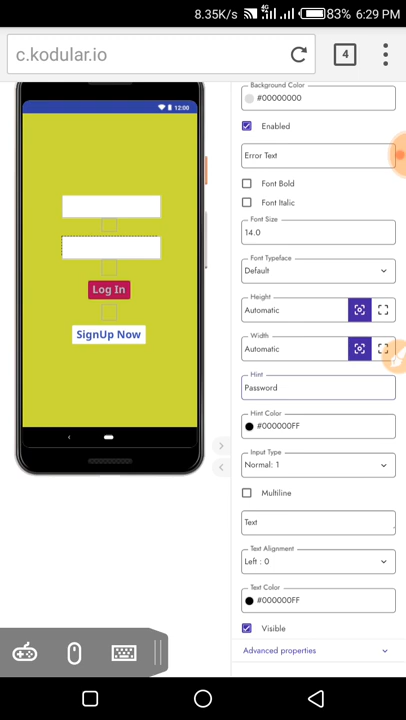 8.35K/s 4G 83% 6:29 PM
c.kodular.io
4
12:00
Log In
SignUp Now
Background Color
#00000000
Enabled
Error Text
Font Bold
Font Italic
Font Size
14.0
Font Typeface
Default
Height
Automatic
Width
Automatic
Hint
Password
Hint Color
#000000FF
Input Type
Normal: 1
Multiline
Text
Text Alignment
Left : 0
Text Color
#000000FF
Visible
Advanced properties